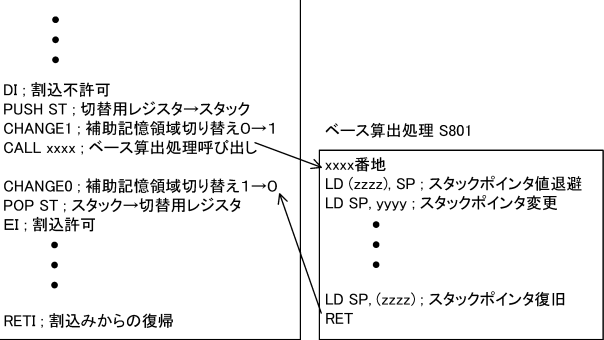 DI ; 割込不許可
PUSH ST ; 切替用レジスタ→スタック
CHANGE1 ; 補助記憶領域切り替え0→1
CALL xxxx ; ベース算出処理呼び出し
CHANGE0 ; 補助記憶領域切り替え1→0
POP ST ; スタック→切替用レジスタ
EI ; 割込許可
RETI ; 割込みからの復帰
ベース算出処理 S801
xxxx番地
LD (zzzz), SP ; スタックポインタ値退避
LD SP, yyyy ; スタックポインタ変更
LD SP, (zzzz) ; スタックポインタ復旧
RET